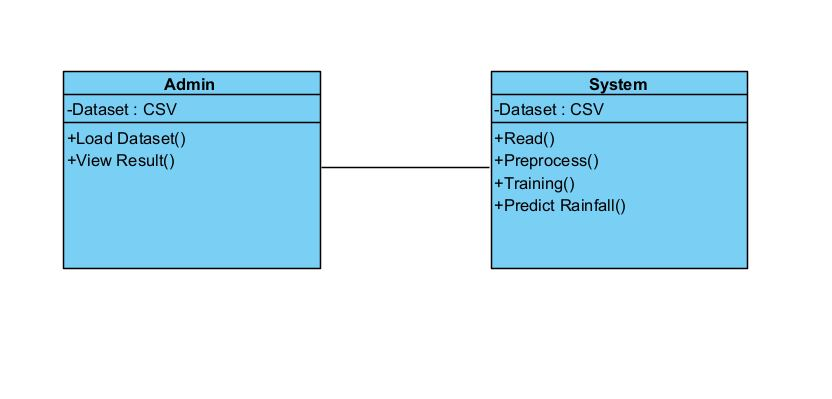 Admin
-Dataset : CSV
+Load Dataset()
+View Result()
System
-Dataset : CSV
+Read()
+Preprocess()
+Training()
+Predict Rainfall()